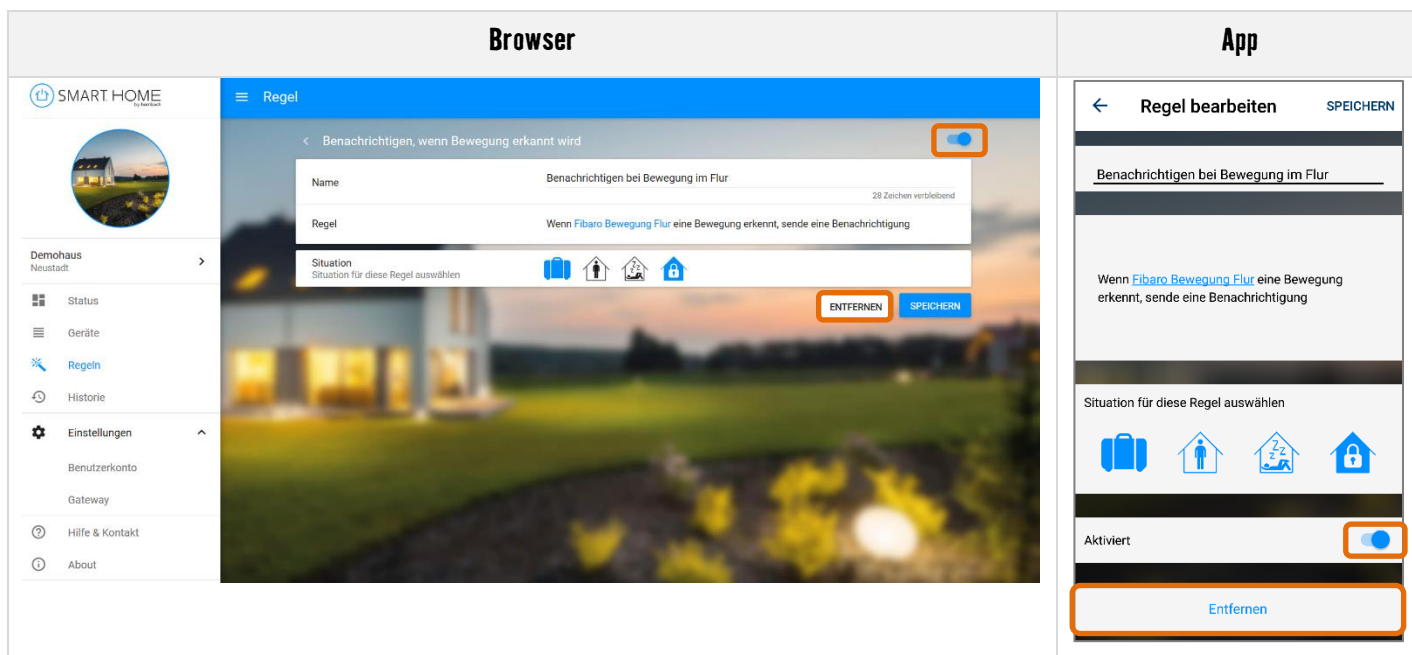 Browser
App
SMART HOME
by hornbach
Regel
Benachrichtigen, wenn Bewegung erkannt wird
Name
Benachrichtigen bei Bewegung im Flur
28 Zeichen verbleibend
Regel
Wenn Fibaro Bewegung Flur eine Bewegung erkennt, sende eine Benachrichtigung
Situation
Situation für diese Regel auswählen
ENTFERNEN
SPEICHERN
Demohaus
Neustadt
Status
Geräte
Regeln
Historie
Einstellungen
Benutzerkonto
Gateway
Hilfe & Kontakt
About
Regel bearbeiten
SPEICHERN
Benachrichtigen bei Bewegung im Flur
Wenn Fibaro Bewegung Flur eine Bewegung
erkennt, sende eine Benachrichtigung
Situation für diese Regel auswählen
Aktiviert
Entfernen